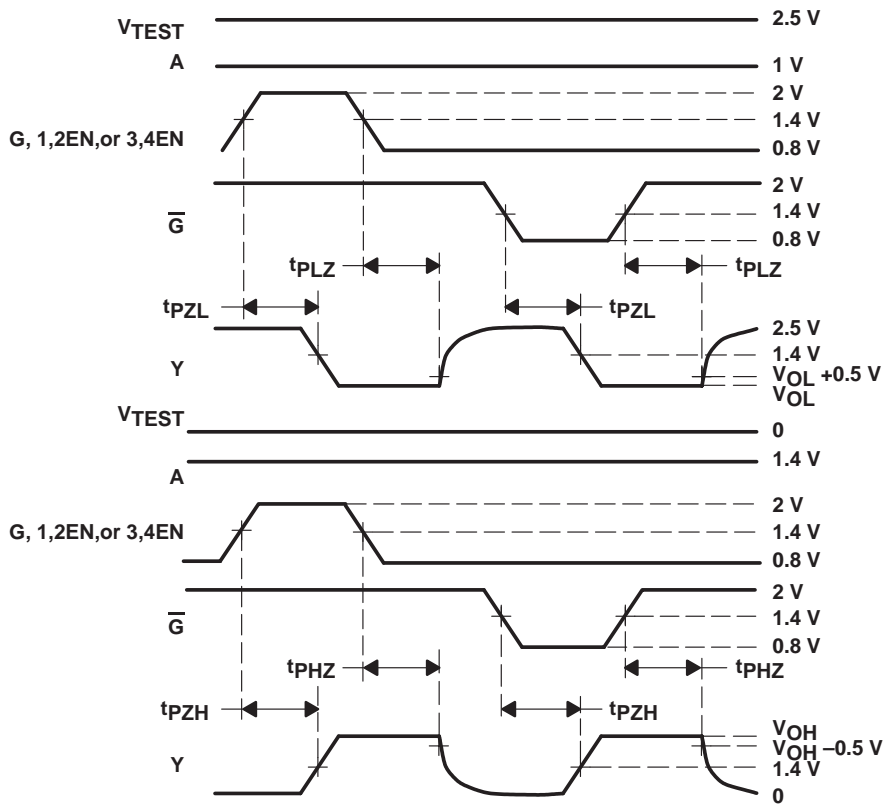 VTEST 2.5 V
A 1 V
2 V
G, 1,2EN,or 3,4EN 1.4 V
0.8 V
2 V
G 1.4 V
0.8 V
tPLZ tPLZ
tPZL tPZL
2.5 V
1.4 V
Y VOL +0.5 V
VOL
VTEST 0
A 1.4 V
2 V
G, 1,2EN,or 3,4EN 1.4 V
0.8 V
2 V
G 1.4 V
0.8 V
tPHZ tPHZ
tPZH tPZH
VOH
VOH –0.5 V
Y 1.4 V
0